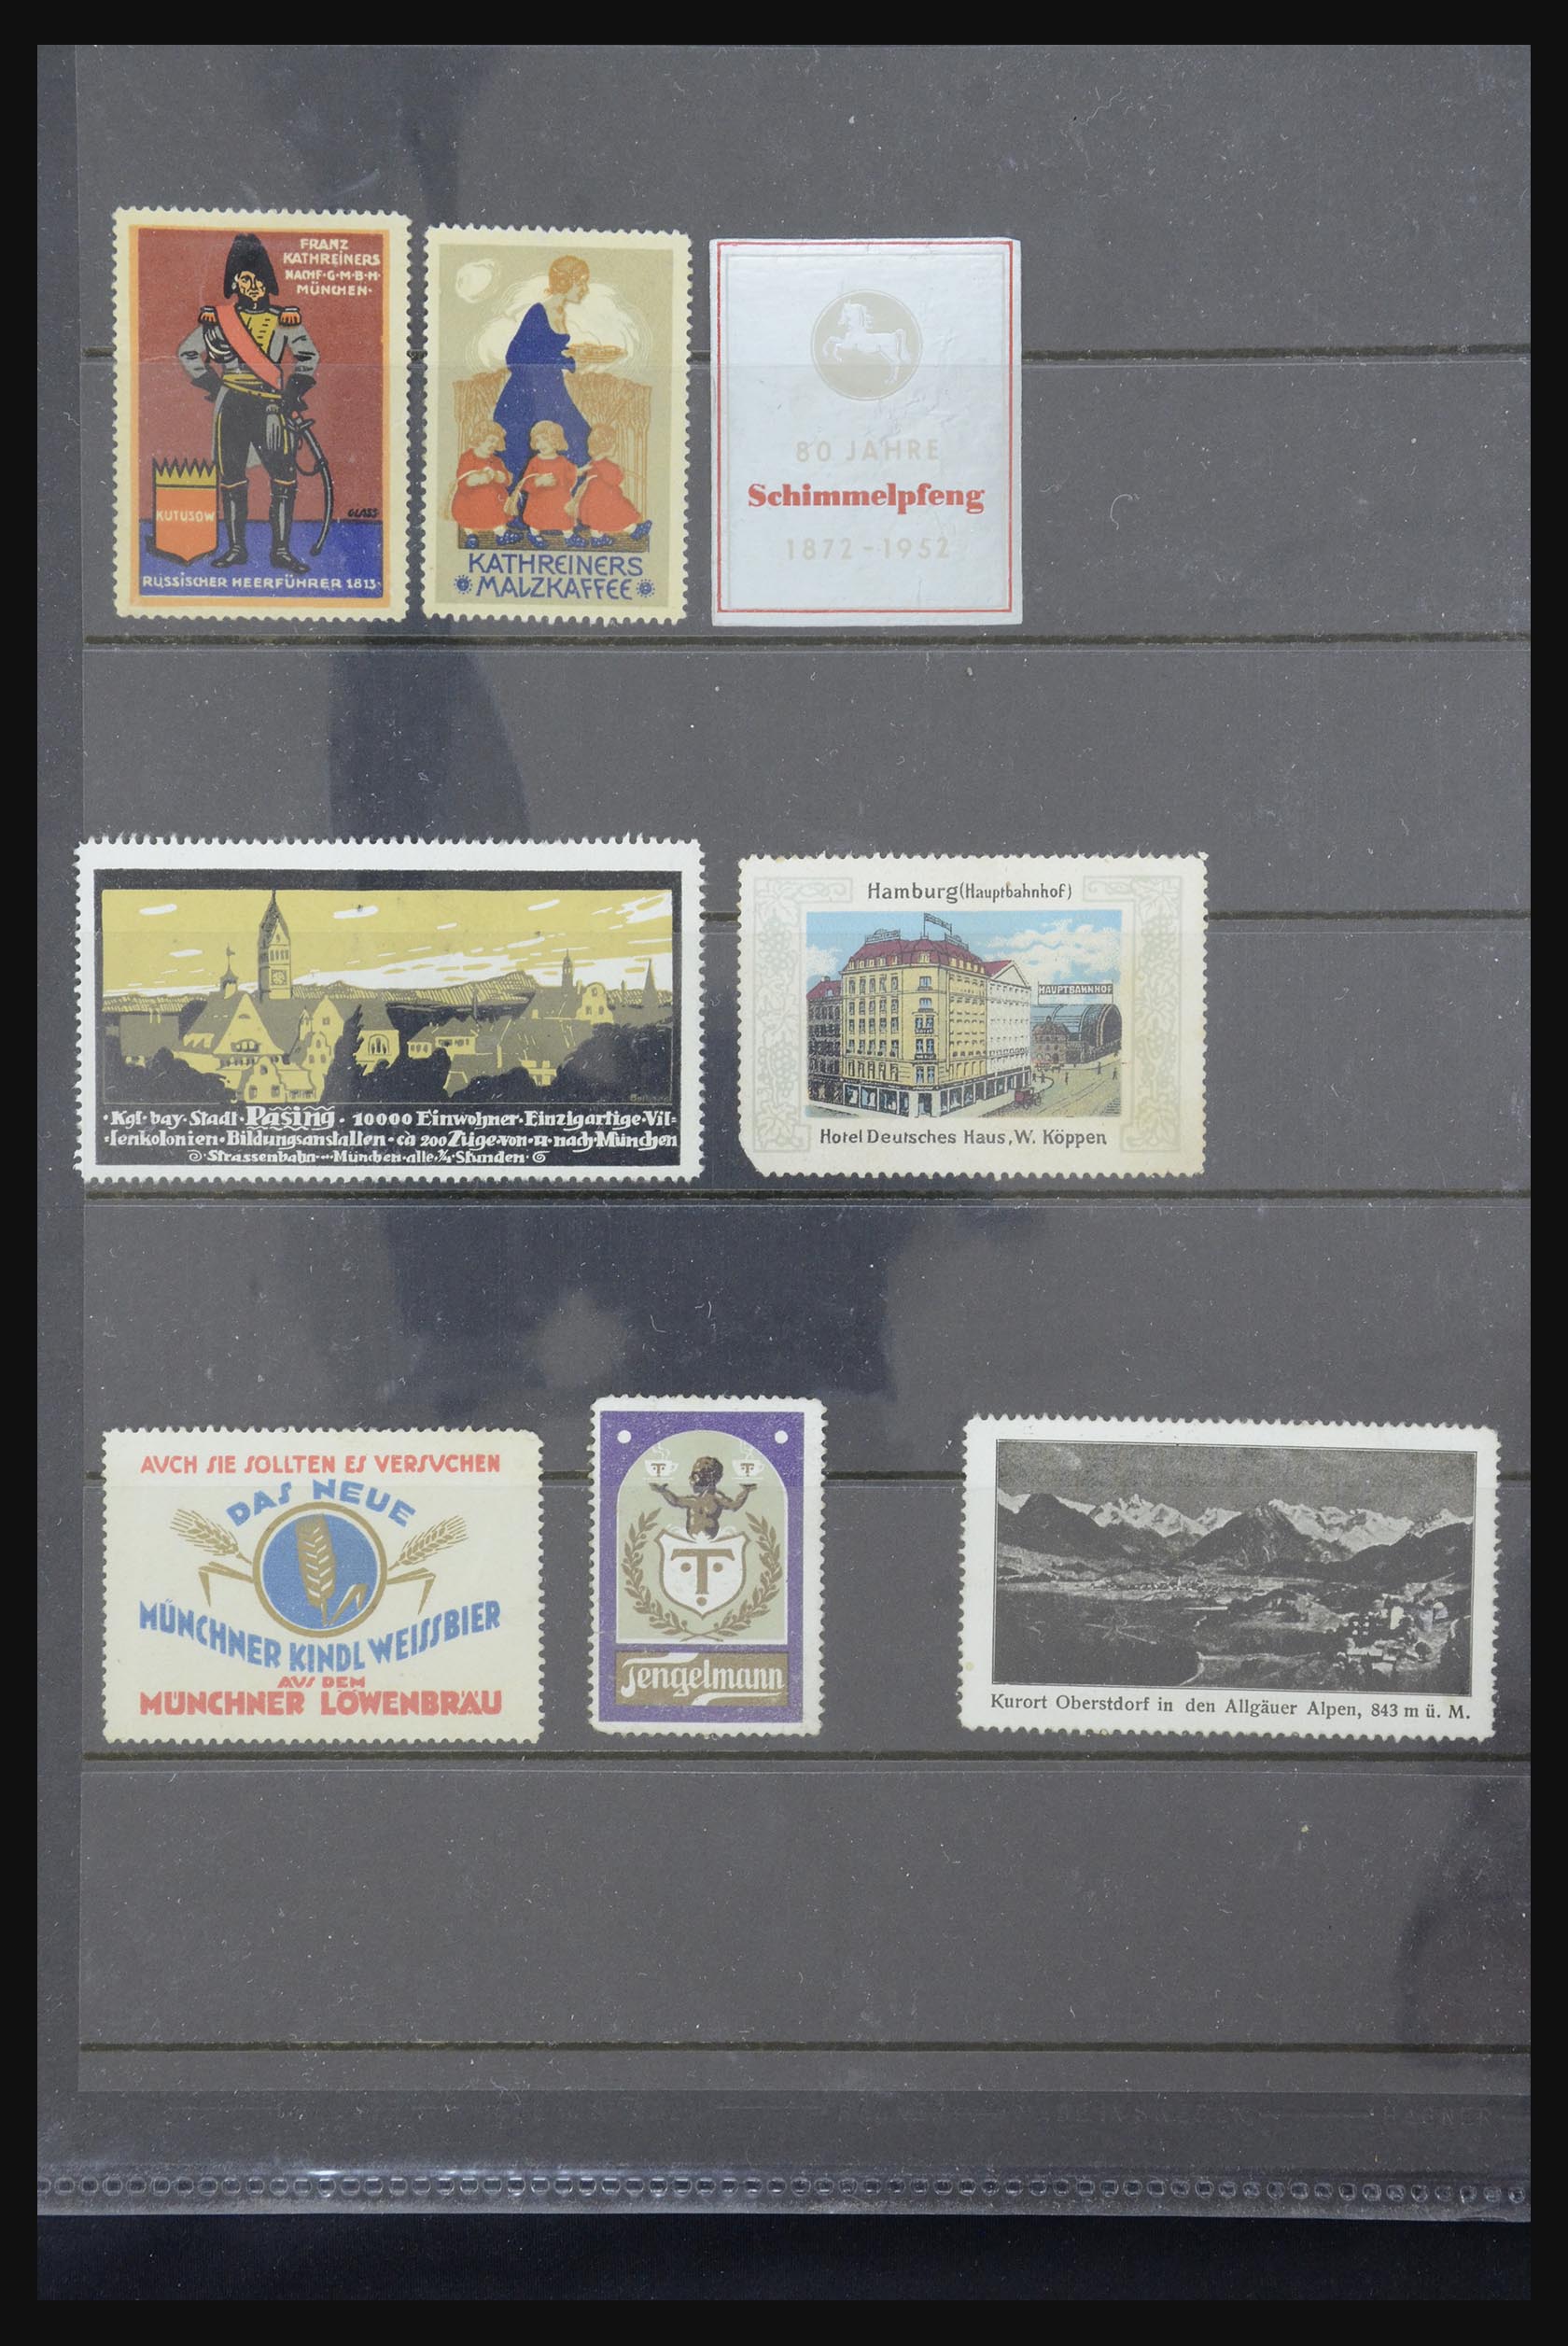 FRANZ
KATHREINERS
NACHF·G·M·B·H·
MÜNCHEN·
KUTUSOW
GLASS
RUSSISCHER HEERFÜHRER 1813·
KATHREINERS
MALZKAFFEE
80 JAHRE
Schimmelpfeng
1872-1952
·Kgl·bay·Stadt·Pasing·10000 Einwohner·Einzigartige·Vil=
=lenkolonien·Bildungsanstalten·ca 200 Züge·von·u·nach·München
·Strassenbahn···München·alle·¾·Stunden·
Hamburg (Hauptbahnhof)
HAUPTBAHNHOF
Hotel Deutsches Haus, W. Köppen
AUCH SIE SOLLTEN ES VERSUCHEN
DAS NEUE
MÜNCHNER KINDL WEISSBIER
AUS DEM
MÜNCHNER LÖWENBRÄU
T T
T
Tengelmann
Kurort Oberstdorf in den Allgäuer Alpen, 843 m ü. M.